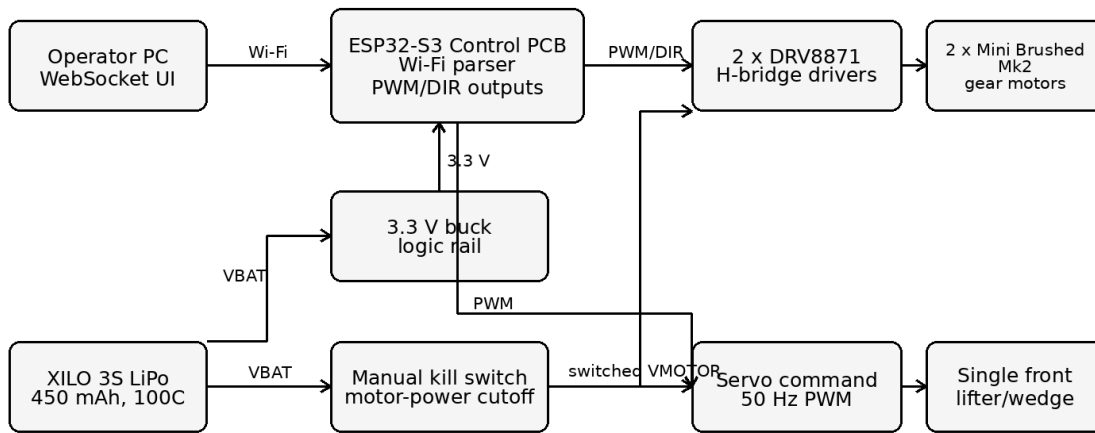 Operator PC
WebSocket UI
Wi-Fi
ESP32-S3 Control PCB
Wi-Fi parser
PWM/DIR outputs
PWM/DIR
2 x DRV8871
H-bridge drivers
2 x Mini Brushed
Mk2
gear motors
3.3 V
3.3 V buck
logic rail
VBAT
PWM
XILO 3S LiPo
450 mAh, 100C
VBAT
Manual kill switch
motor-power cutoff
switched VMOTOR
Servo command
50 Hz PWM
Single front
lifter/wedge